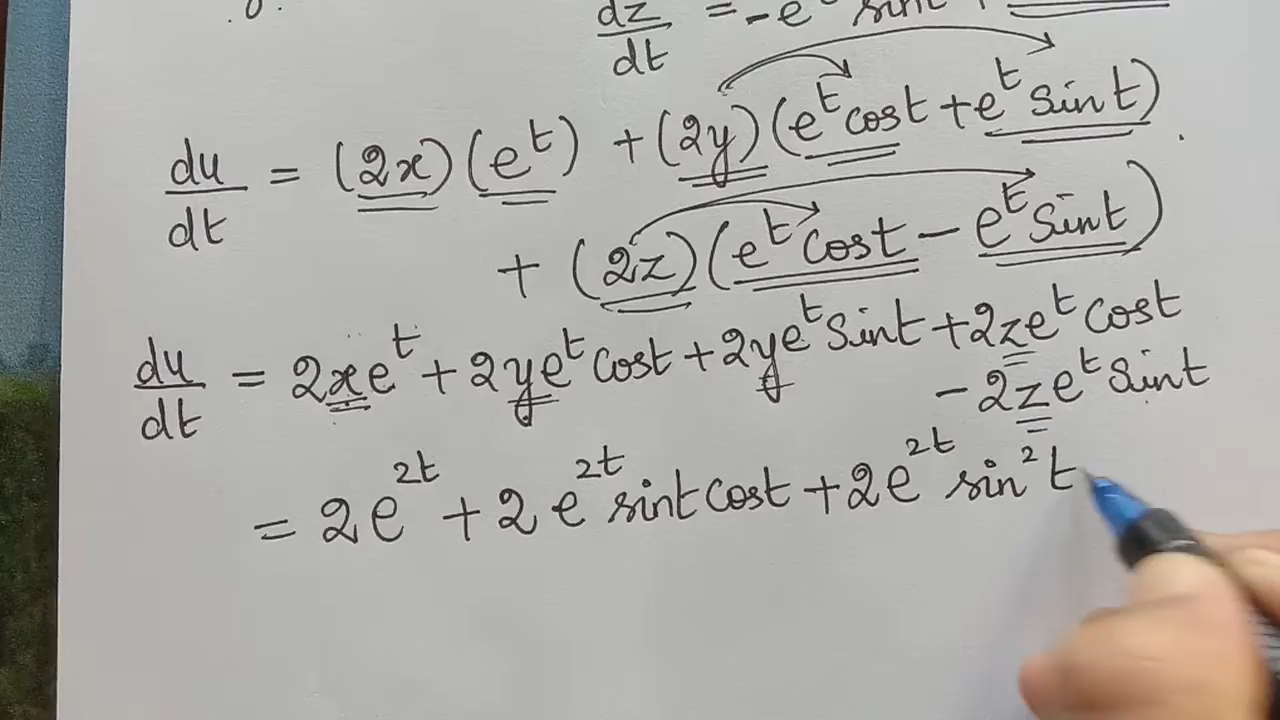 dz/dt = -e sint +
du/dt = (2x)(e^t) + (2y)(e^t cost + e^t sint)
+ (2z)(e^t cost - e^t sint)
du/dt = 2xe^t + 2ye^t cost + 2ye^t sint + 2ze^t cost
- 2ze^t sint
= 2e^2t + 2e^2t sint cost + 2e^2t sin^2 t